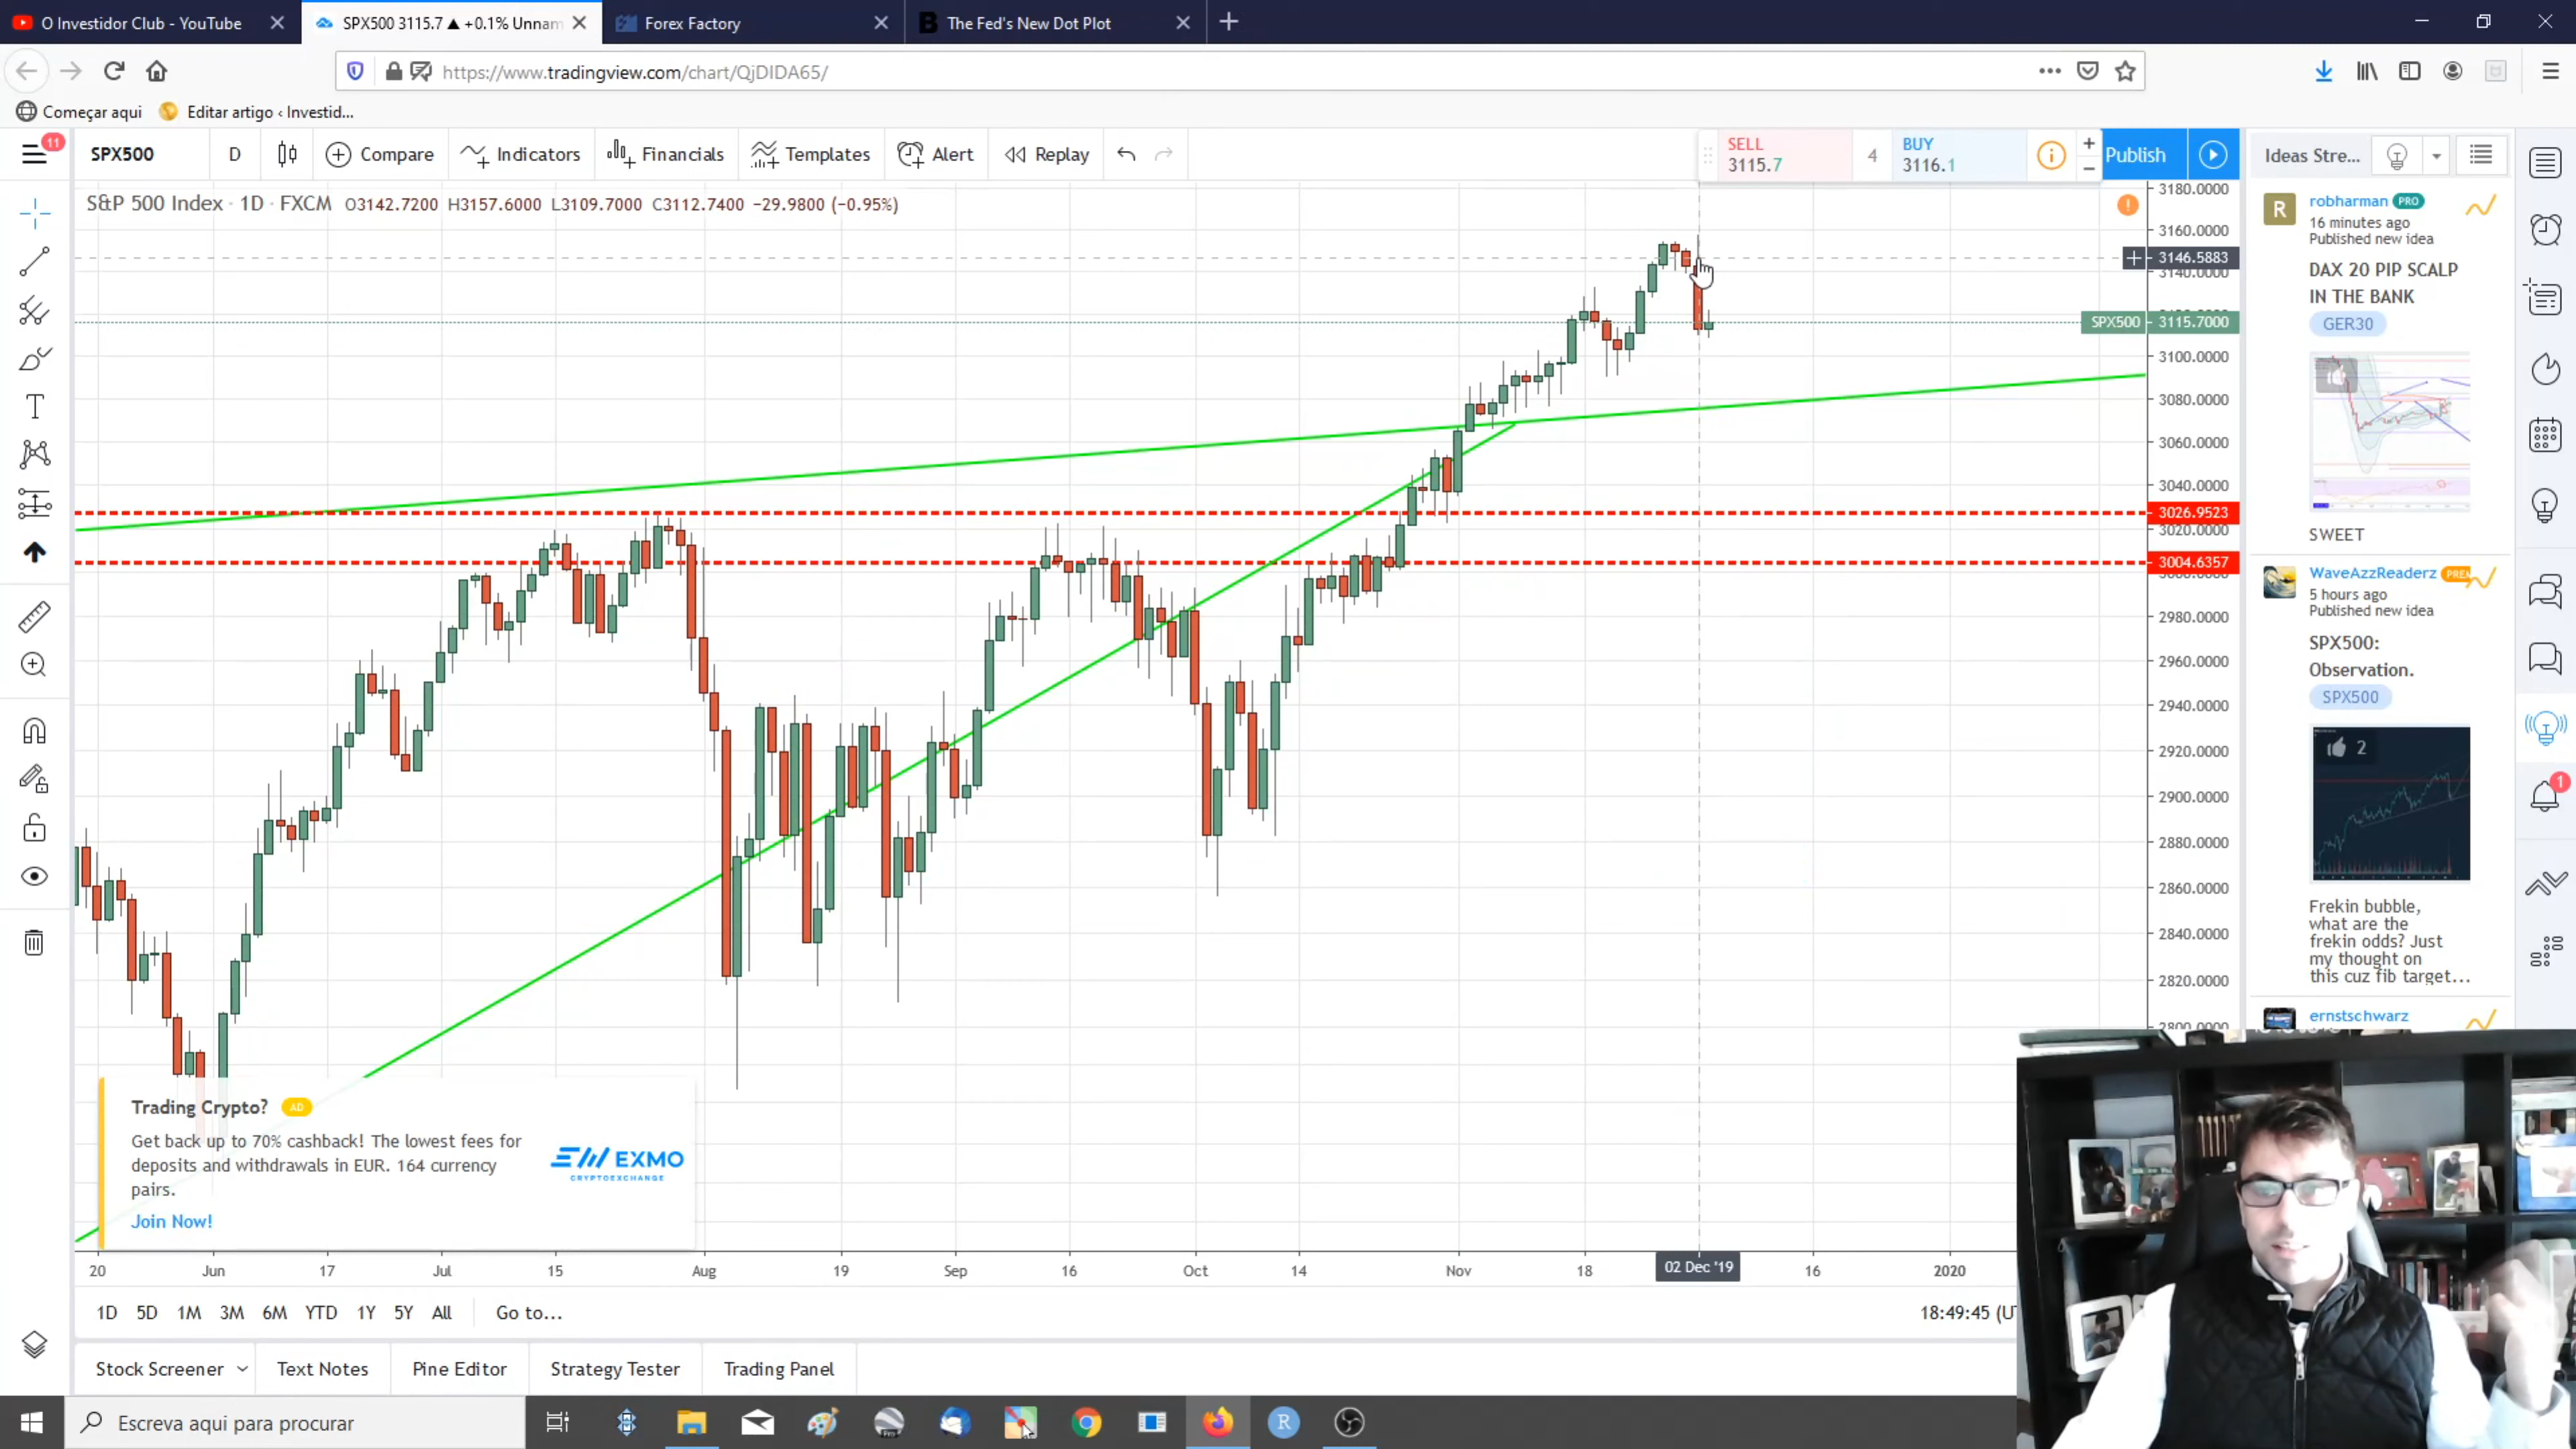 O Investidor Club - YouTube
SPX500 3115.7 ▲ +0.1% Unnam
Forex Factory
The Fed's New Dot Plot
https://www.tradingview.com/chart/QjDIDA65/
Começar aqui
Editar artigo ‹ Investid...
11
SPX500
D
Compare
Indicators
Financials
Templates
Alert
Replay
SELL
3115.7
4
BUY
3116.1
Publish
Ideas Stre...
S&P 500 Index · 1D · FXCM O3142.7200 H3157.6000 L3109.7000 C3112.7400 −29.9800 (−0.95%)
3180.0000
3160.0000
3146.5883
3140.0000
SPX500 3115.7000
3100.0000
3080.0000
3060.0000
3040.0000
3026.9523
3020.0000
3004.6357
2980.0000
2960.0000
2940.0000
2920.0000
2900.0000
2880.0000
2860.0000
2840.0000
2820.0000
R
robharman PRO
16 minutes ago
Published new idea
DAX 20 PIP SCALP
IN THE BANK
GER30
SWEET
WaveAzzReaderz
5 hours ago
Published new idea
SPX500:
Observation.
SPX500
2
Frekin bubble,
what are the
frekin odds? Just
my thought on
this cuz fib target...
ernstschwarz
1
Trading Crypto? AD
Get back up to 70% cashback! The lowest fees for
deposits and withdrawals in EUR. 164 currency
pairs.
Join Now!
EXMO
CRYPTOEXCHANGE
20 Jun 17 Jul 15 Aug 19 Sep 16 Oct 14 Nov 18 02 Dec '19 16 2020
1D 5D 1M 3M 6M YTD 1Y 5Y All Go to...
18:49:45 (UT
Stock Screener
Text Notes
Pine Editor
Strategy Tester
Trading Panel
Escreva aqui para procurar
R